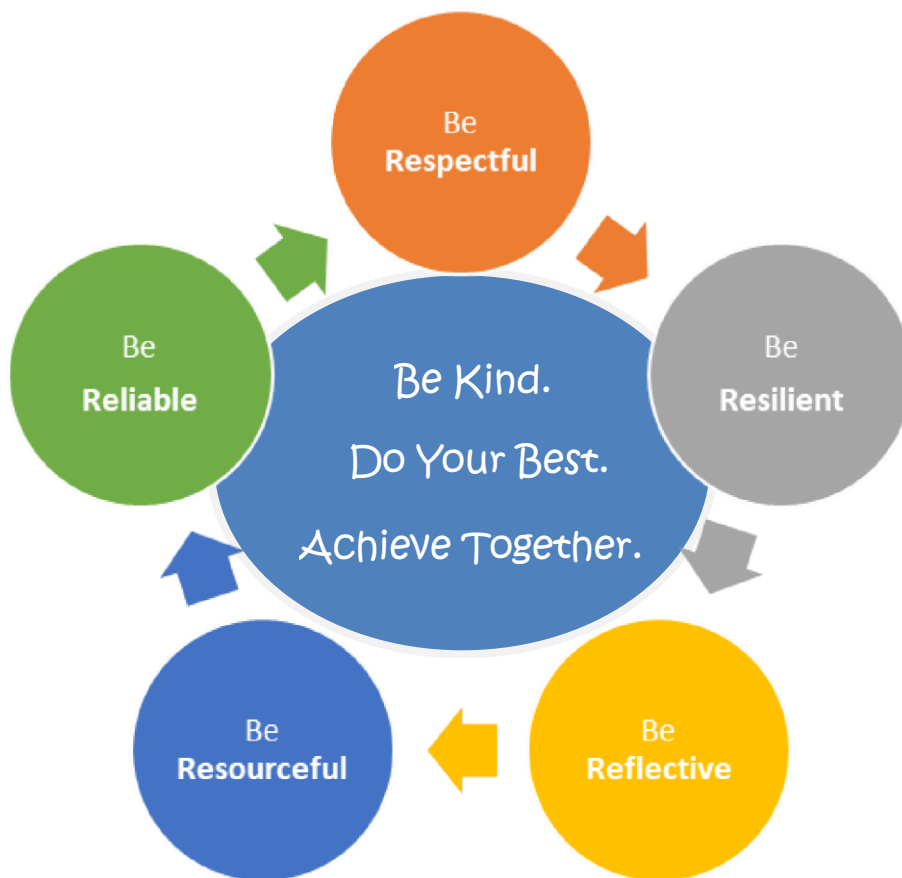 Be
Respectful
Be
Resilient
Be
Reflective
Be
Resourceful
Be
Reliable
Be Kind.
Do Your Best.
Achieve Together.